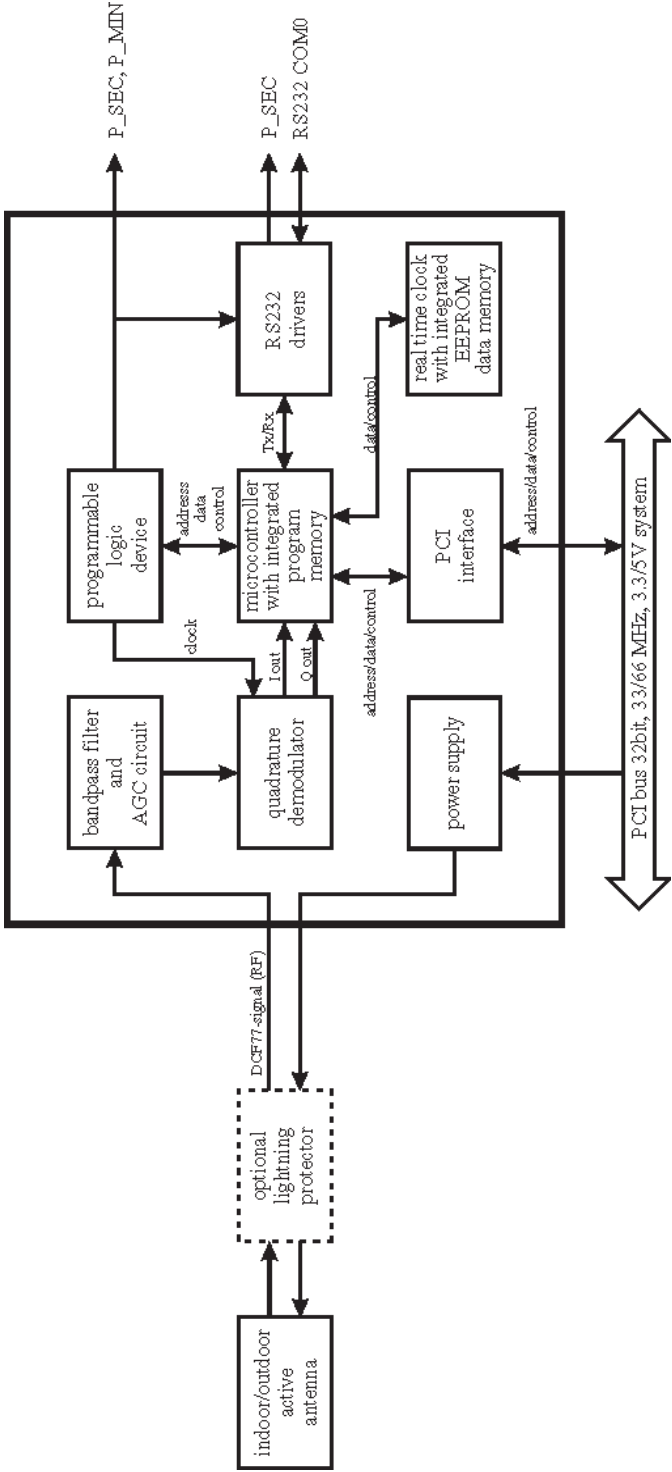 indoor/outdoor
active
antenna
optional
lightning
protector
DCF77-signal (RF)
bandpass filter
and
AGC circuit
programmable
logic
device
P_SEC, P_MIN
clock
addresss
data
control
quadrature
demodulator
I out
Q out
microcontroller
with integrated
program
memory
Tx/Rx
RS232
drivers
P_SEC
RS232 COM0
address/data/control
data/control
power supply
PCI
interface
real time clock
with integrated
EEPROM
data memory
address/data/control
PCI bus 32bit, 33/66 MHz, 3.3/5V system